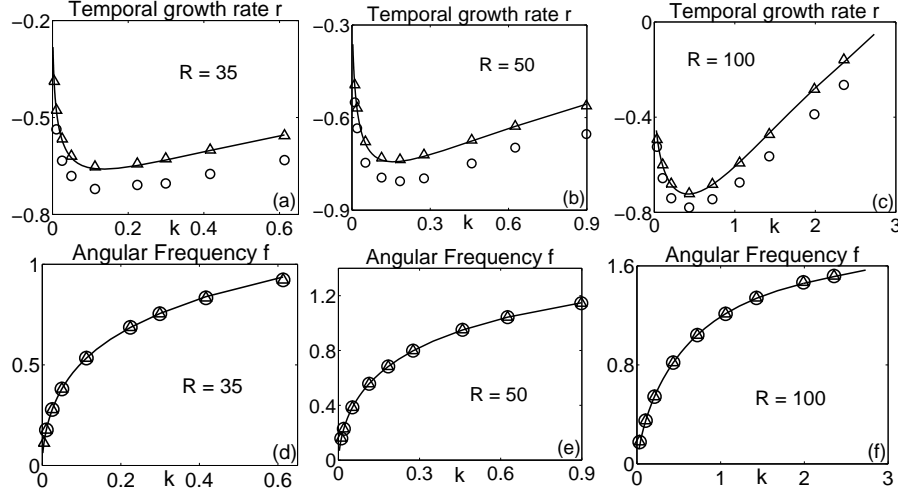 Temporal growth rate r
Temporal growth rate r
Temporal growth rate r
−0.2
−0.5
−0.8
R = 35
(a)
0
0.2
k
0.4
0.6
−0.3
−0.6
−0.9
R = 50
(b)
0
0.3
k
0.6
0.9
0
−0.4
−0.8
R = 100
(c)
0
1
k
2
3
Angular Frequency f
Angular Frequency f
Angular Frequency f
1
0.5
0
R = 35
(d)
0
0.2
k
0.4
0.6
1.2
0.8
0.4
0
R = 50
(e)
0
0.3
k
0.6
0.9
1.6
0.8
0
R = 100
(f)
0
1
k
2
3